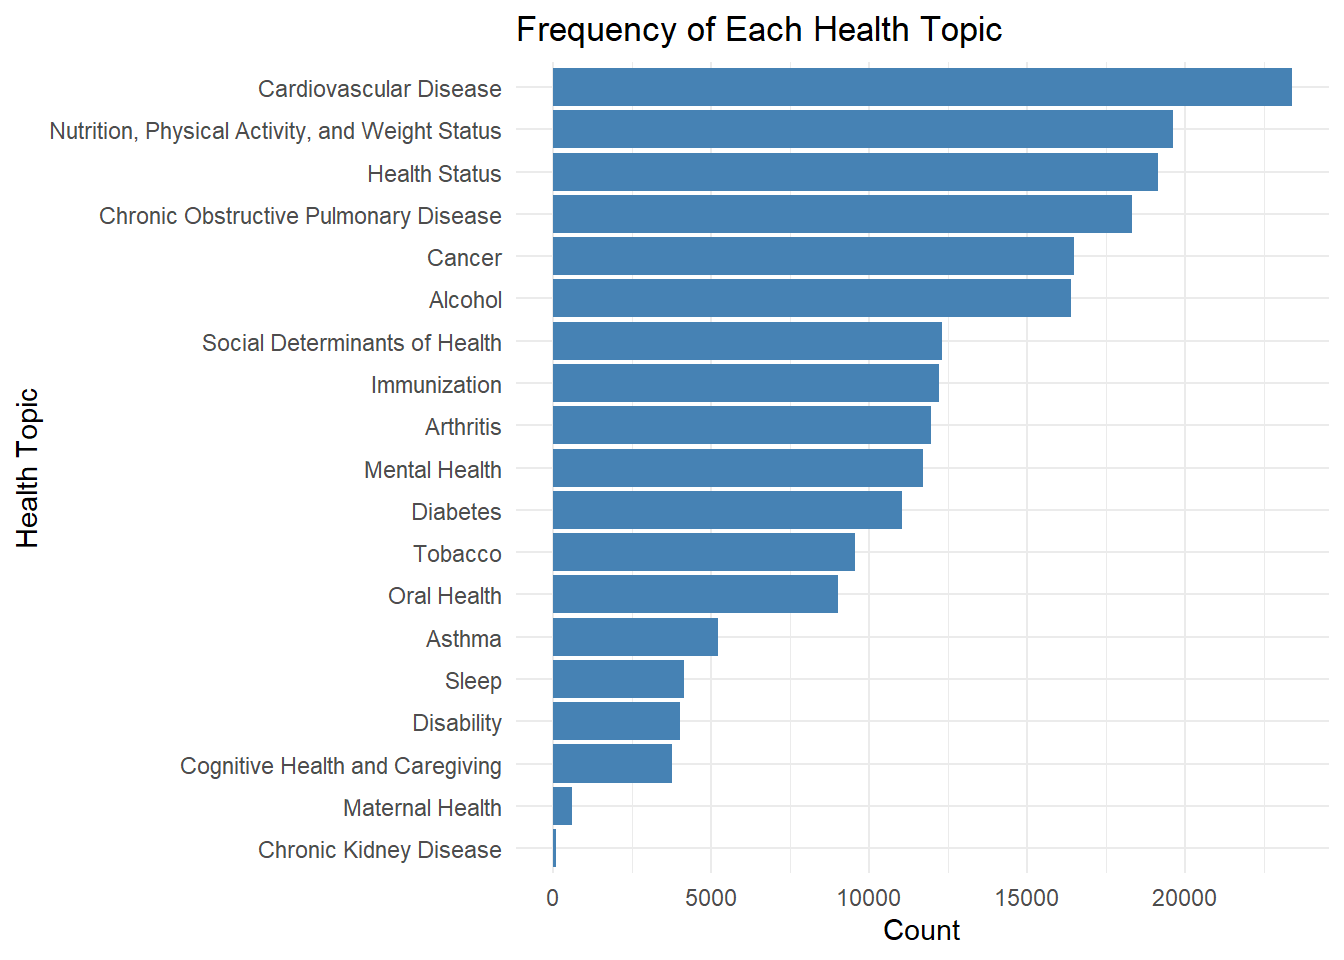 Frequency of Each Health Topic
Health Topic
Cardiovascular Disease
Nutrition, Physical Activity, and Weight Status
Health Status
Chronic Obstructive Pulmonary Disease
Cancer
Alcohol
Social Determinants of Health
Immunization
Arthritis
Mental Health
Diabetes
Tobacco
Oral Health
Asthma
Sleep
Disability
Cognitive Health and Caregiving
Maternal Health
Chronic Kidney Disease
0 5000 10000 15000 20000
Count